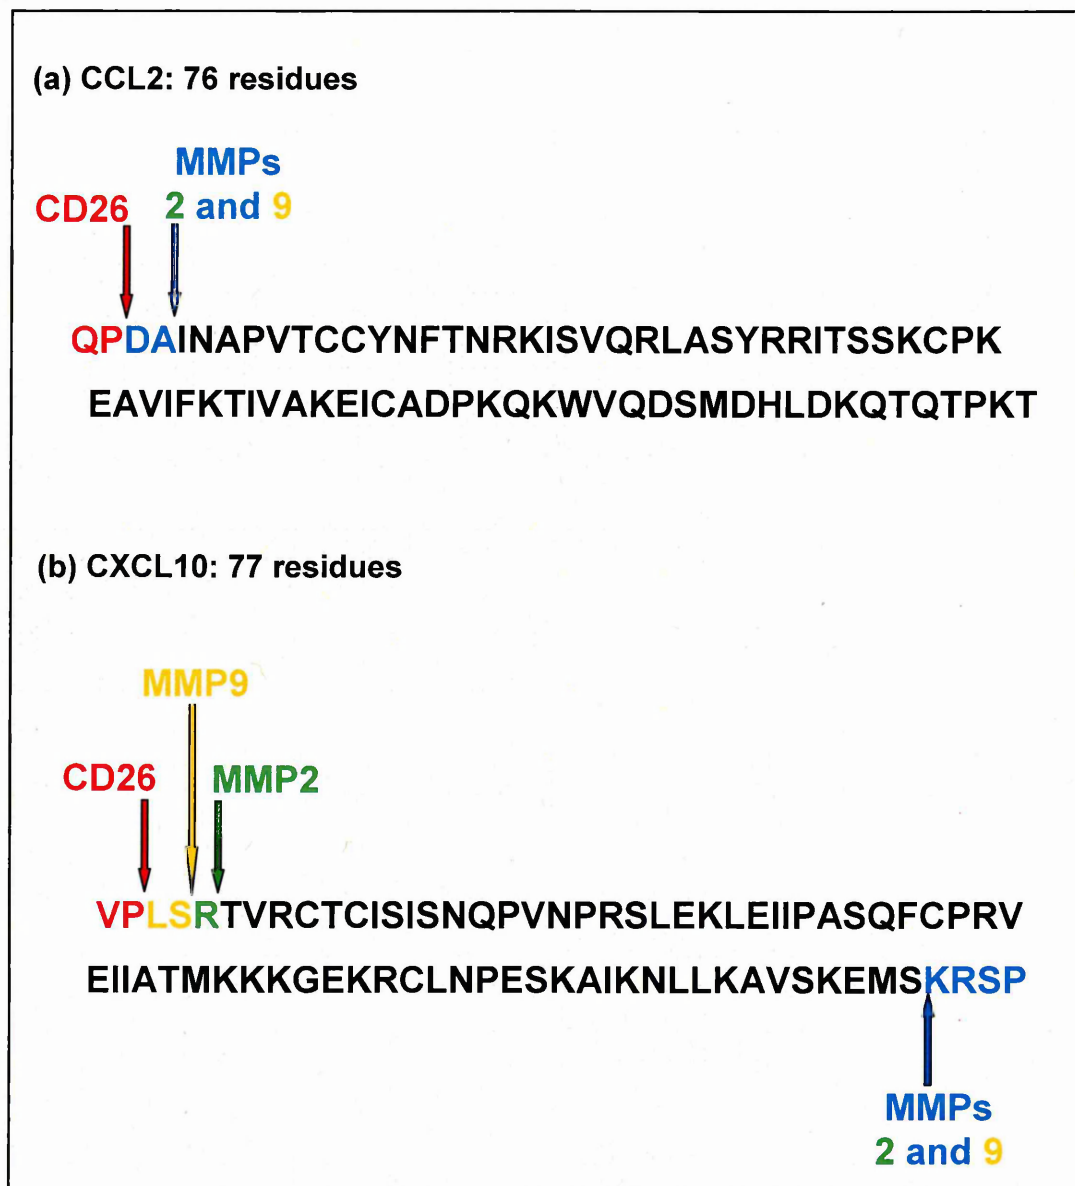 (a) CCL2: 76 residues
MMPs
CD26 2 and 9
QPDAINAPVTCCYNFTNRKISVQRLASYRRITSSKCPK
EAVIFKTIVAKEICADPKQKWVQDSMDHLDKQTQTPKT
(b) CXCL10: 77 residues
MMP9
CD26 MMP2
VPLSRTVRCTCISISNQPVNPRSLEKLEIIPASQFCPRV
EIIATMKKKGEKRCLNPESKAIKNLLKAVSKEMSKRSP
MMPs
2 and 9